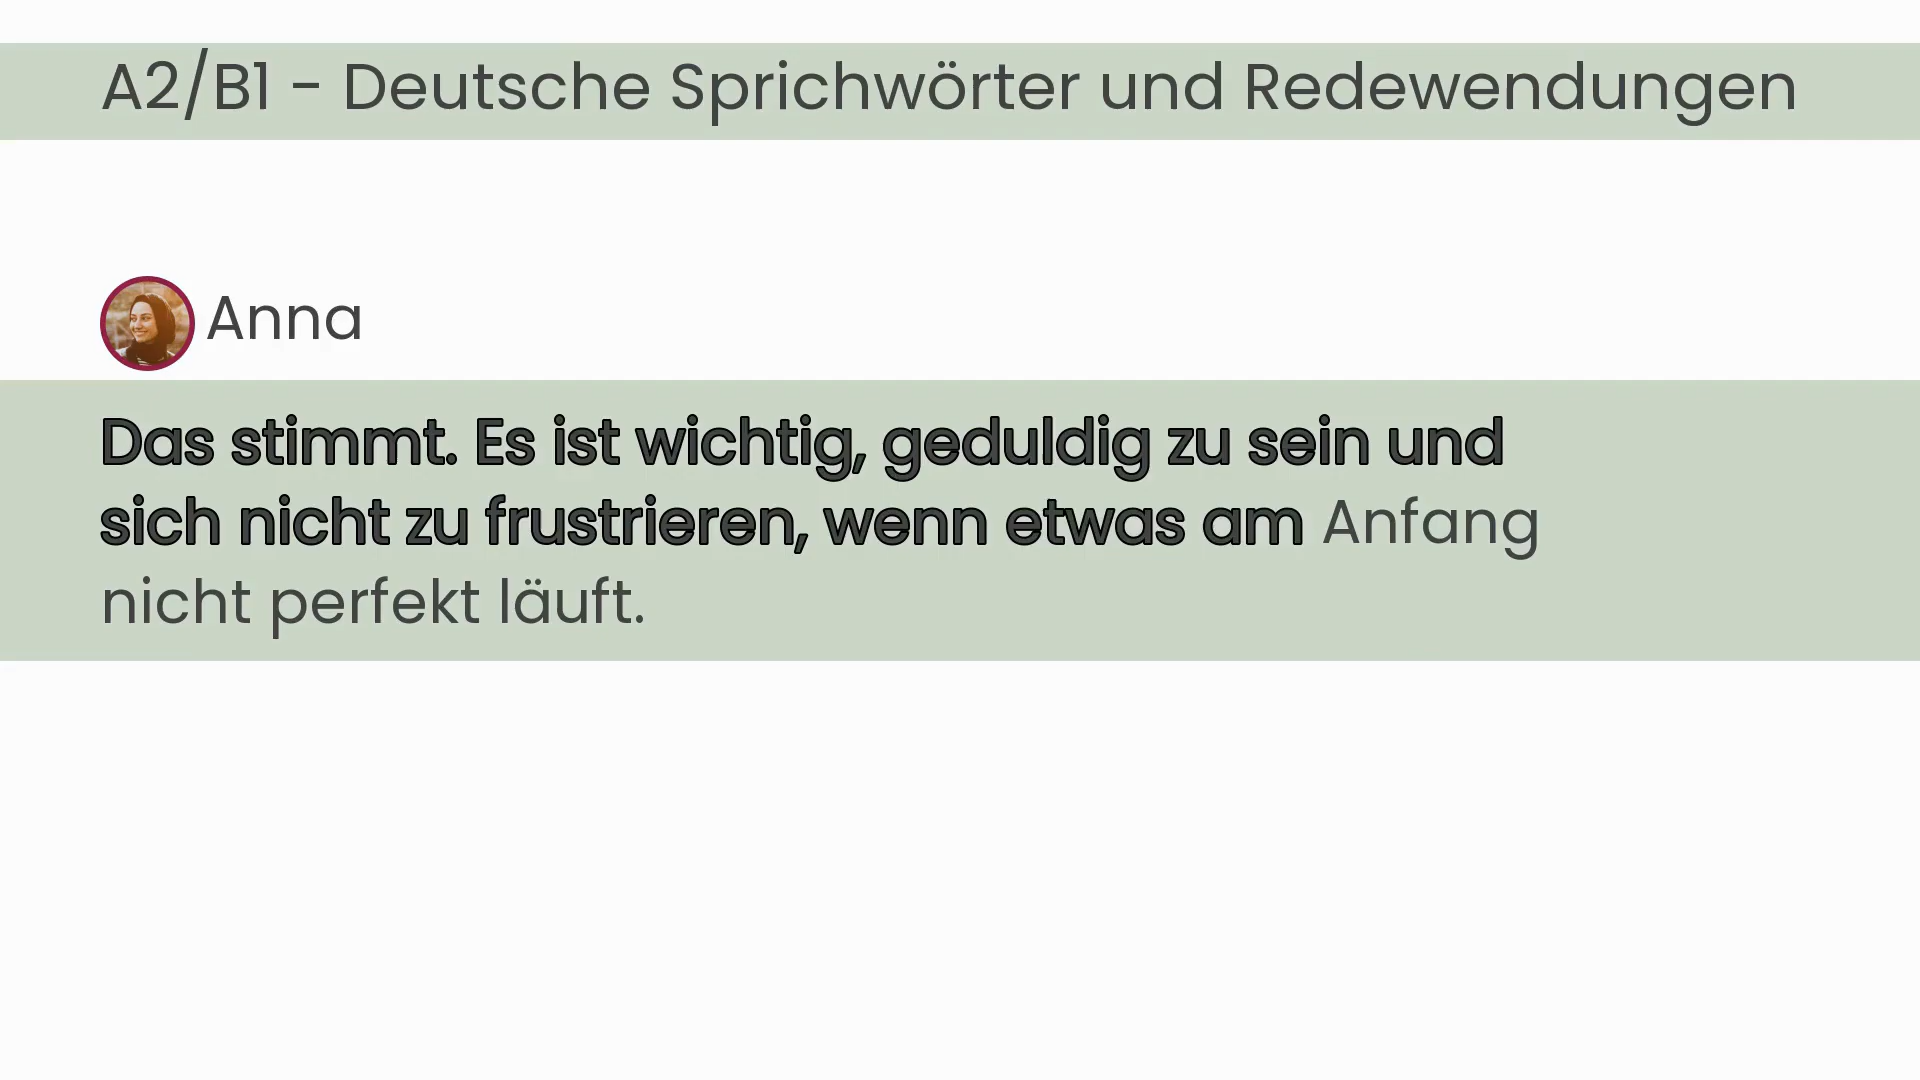 A2/B1 - Deutsche Sprichwörter und Redewendungen
Anna
Das stimmt. Es ist wichtig, geduldig zu sein und
sich nicht zu frustrieren, wenn etwas am Anfang
nicht perfekt läuft.